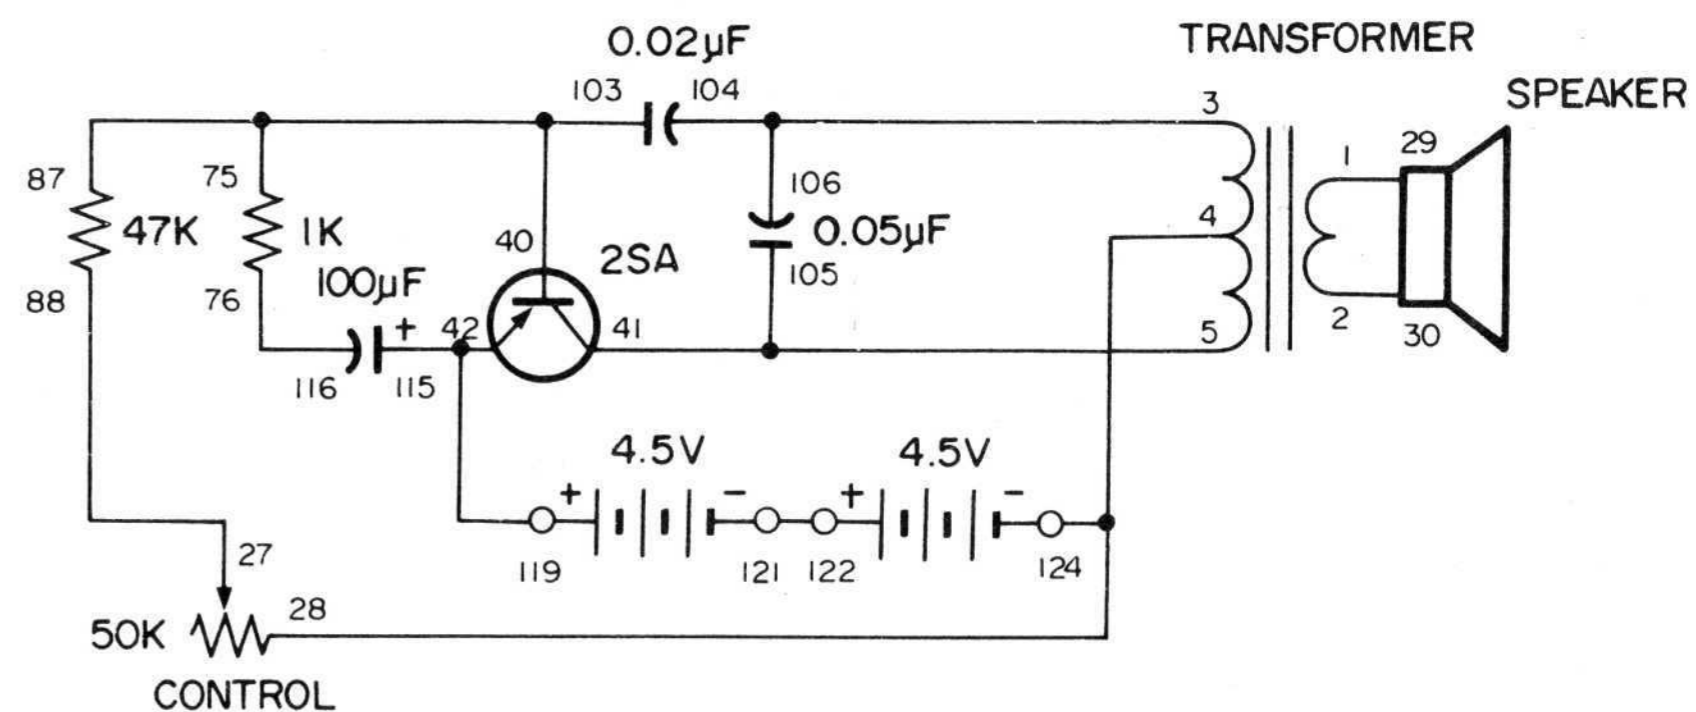 0.02µF
TRANSFORMER
SPEAKER
103
104
3
87
75
106
1
29
47K
1K
40
2SA
0.05µF
4
105
88
76
100µF
+
42
41
5
2
30
116
115
4.5V
4.5V
+
−
+
−
119
121
122
124
27
28
50K
CONTROL